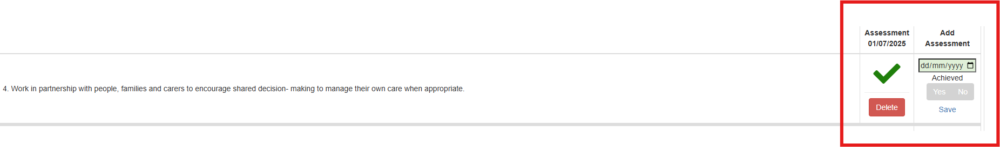 Assessment
01/07/2025
Add
Assessment
4. Work in partnership with people, families and carers to encourage shared decision- making to manage their own care when appropriate.
Delete
dd/mm/yyyy
Achieved
Yes No
Save